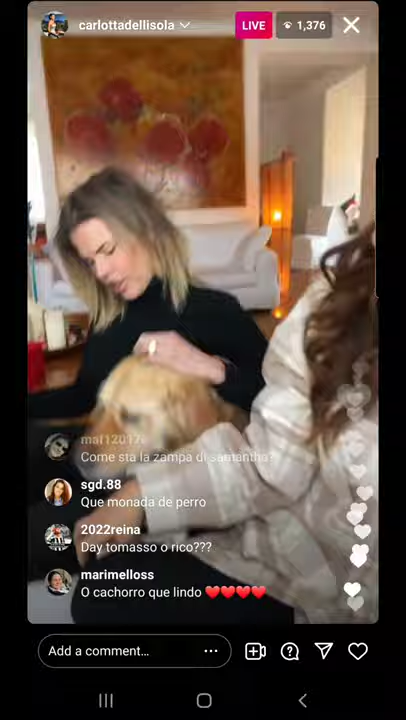 carlottadellisola
LIVE
1,376
mal12017
Come sta la zampa di samantha?
sgd.88
Que monada de perro
2022reina
Day tomasso o rico???
marimelloss
O cachorro que lindo ❤️❤️❤️❤️
Add a comment...